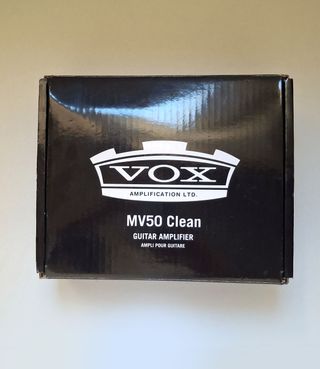 VOX
AMPLIFICATION LTD.
MV50 Clean
GUITAR AMPLIFIER
AMPLI POUR GUITARE